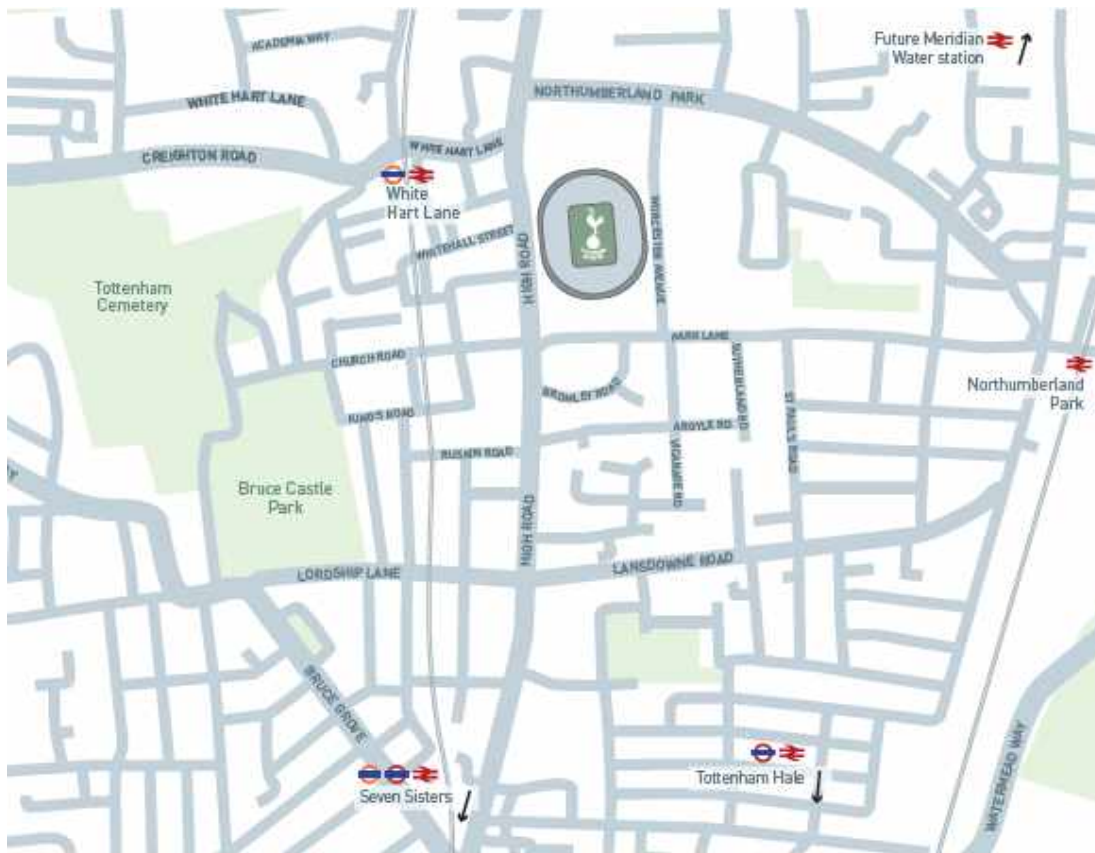 ACADEMIA WAY
Future Meridian
Water station
WHITE HART LANE
NORTHUMBERLAND PARK
WHITE HART LANE
CREIGHTON ROAD
White
Hart Lane
WORCESTER AVENUE
WHITEHALL STREET
HIGH ROAD
Tottenham
Cemetery
PARK LANE
CHURCH ROAD
SUTHERLAND RD
Northumberland
Park
BROMLEY ROAD
ST PAUL'S ROAD
KING'S ROAD
ARGYLE RD
RUSKIN ROAD
Bruce Castle
Park
HIGH ROAD
LANSDOWNE ROAD
LORDSHIP LANE
BRUCE GROVE
WATERMEAD WAY
Tottenham Hale
Seven Sisters